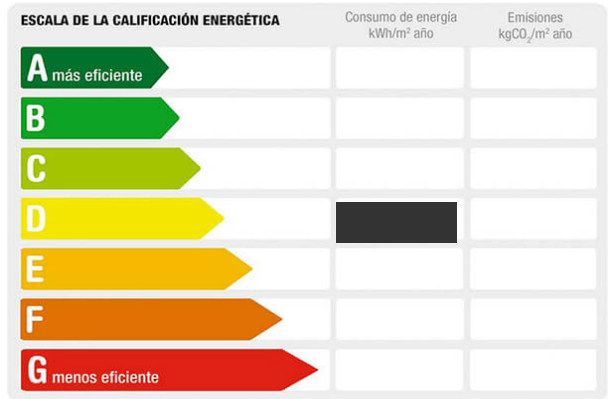 ESCALA DE LA CALIFICACIÓN ENERGÉTICA
Consumo de energía
kWh/m² año
Emisiones
kgCO₂/m² año
A más eficiente
B
C
D
E
F
G menos eficiente